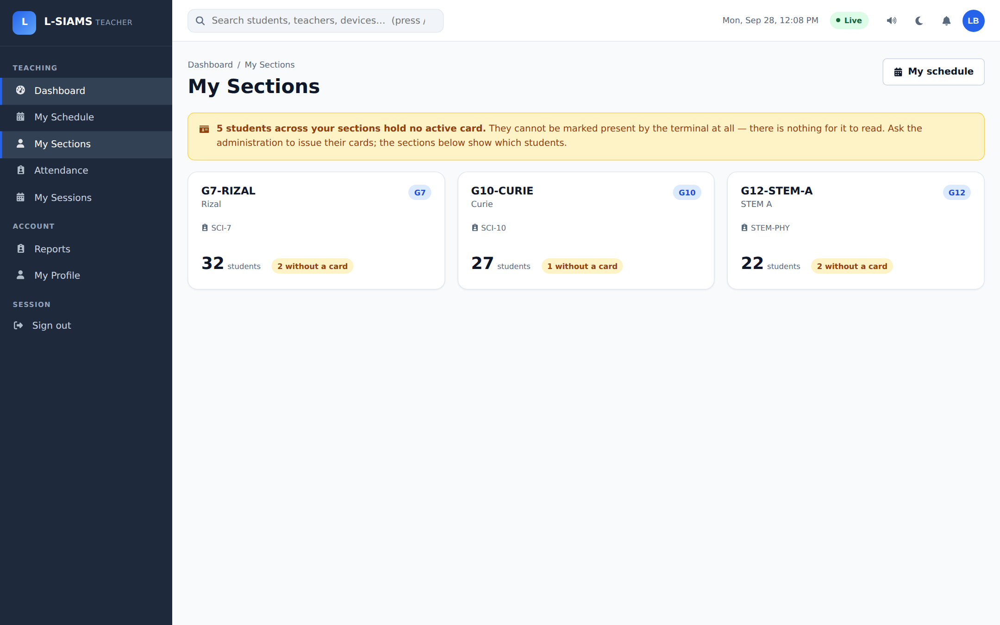 L
L-SIAMS TEACHER
TEACHING
Dashboard
My Schedule
My Sections
Attendance
My Sessions
ACCOUNT
Reports
My Profile
SESSION
Sign out
Search students, teachers, devices... (press /
Mon, Sep 28, 12:08 PM
Live
LB
Dashboard / My Sections
My Sections
My schedule
5 students across your sections hold no active card. They cannot be marked present by the terminal at all — there is nothing for it to read. Ask the
administration to issue their cards; the sections below show which students.
G7-RIZAL
G7
Rizal
SCI-7
32 students
2 without a card
G10-CURIE
G10
Curie
SCI-10
27 students
1 without a card
G12-STEM-A
G12
STEM A
STEM-PHY
22 students
2 without a card